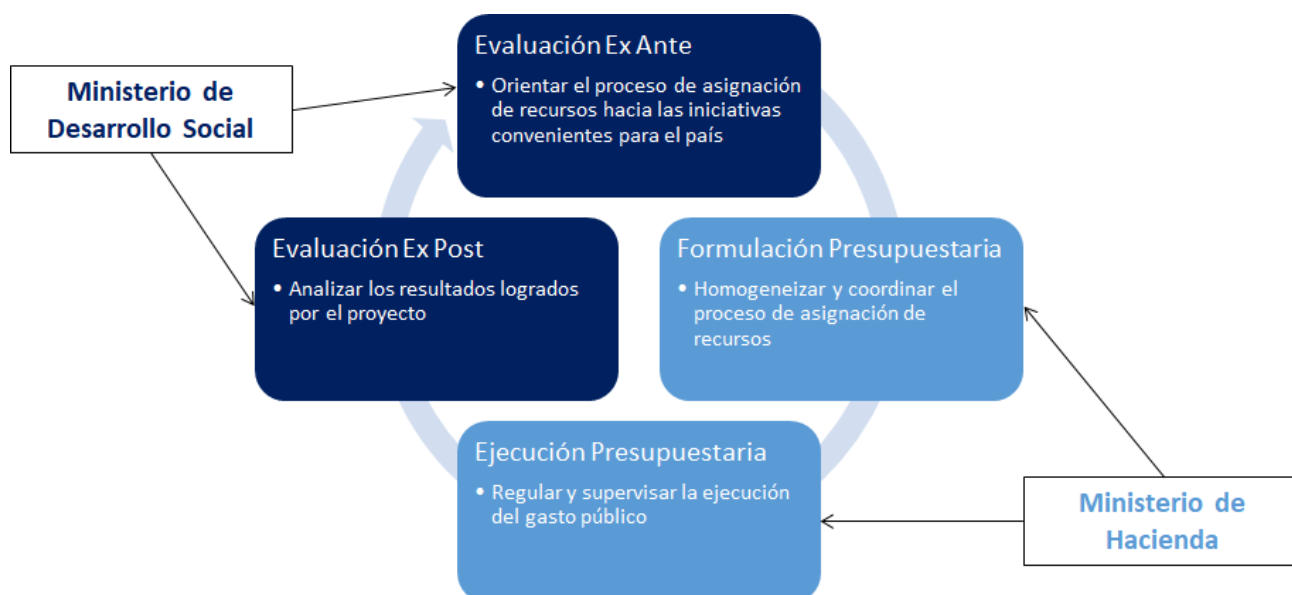 Evaluación Ex Ante
• Orientar el proceso de asignación
de recursos hacia las iniciativas
convenientes para el país
Ministerio de
Desarrollo Social
Evaluación Ex Post
• Analizar los resultados logrados
por el proyecto
Formulación Presupuestaria
• Homogeneizar y coordinar el
proceso de asignación de
recursos
Ejecución Presupuestaria
• Regular y supervisar la ejecución
del gasto público
Ministerio de
Hacienda